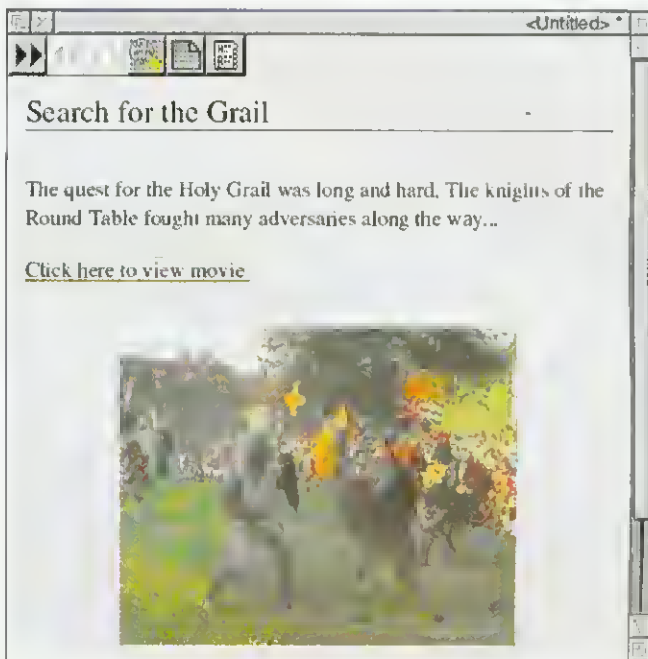 <Untitled> *
Search for the Grail
The quest for the Holy Grail was long and hard. The knights of the
Round Table fought many adversaries along the way...
Click here to view movie